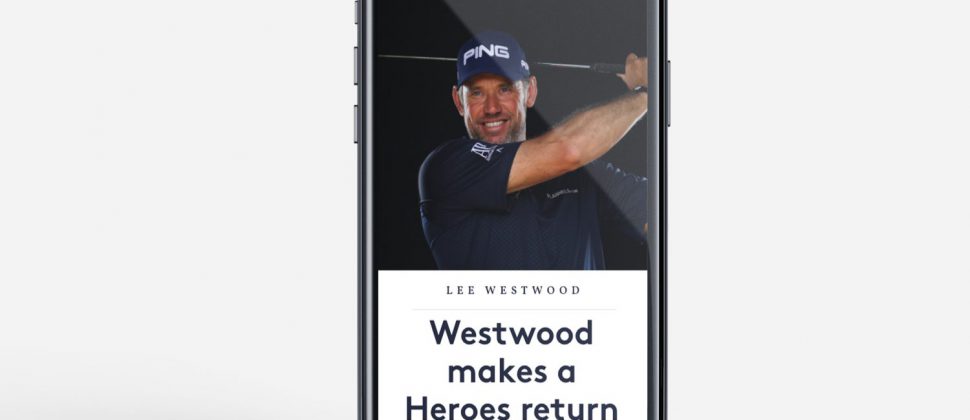 PING
LEE WESTWOOD
Westwood
makes a
Heroes return